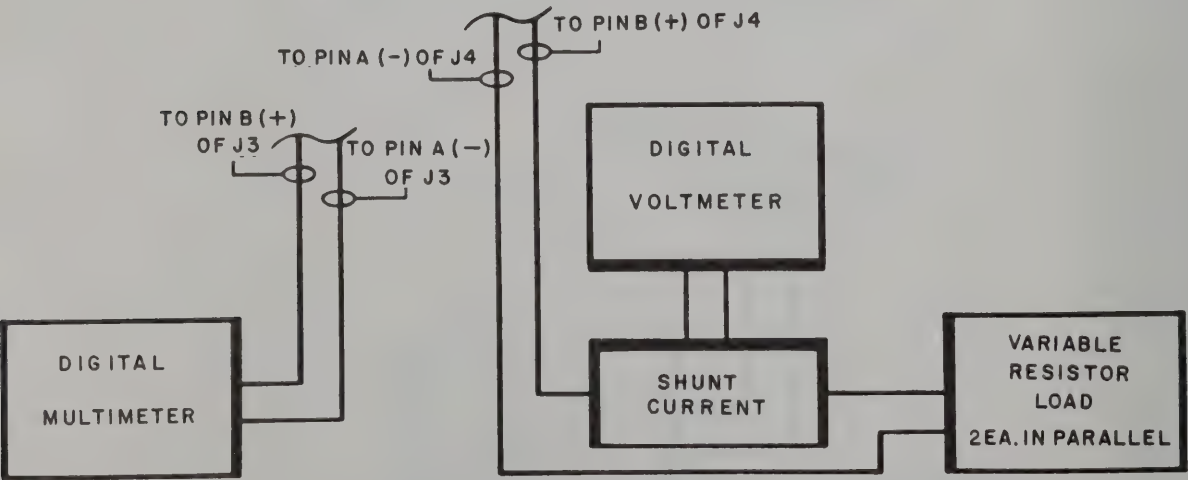 TO PIN B (+) OF J4
TO PIN A (-) OF J4
TO PIN B (+)
OF J3
TO PIN A (-)
OF J3
DIGITAL
VOLTMETER
DIGITAL
MULTIMETER
SHUNT
CURRENT
VARIABLE
RESISTOR
LOAD
2EA. IN PARALLEL